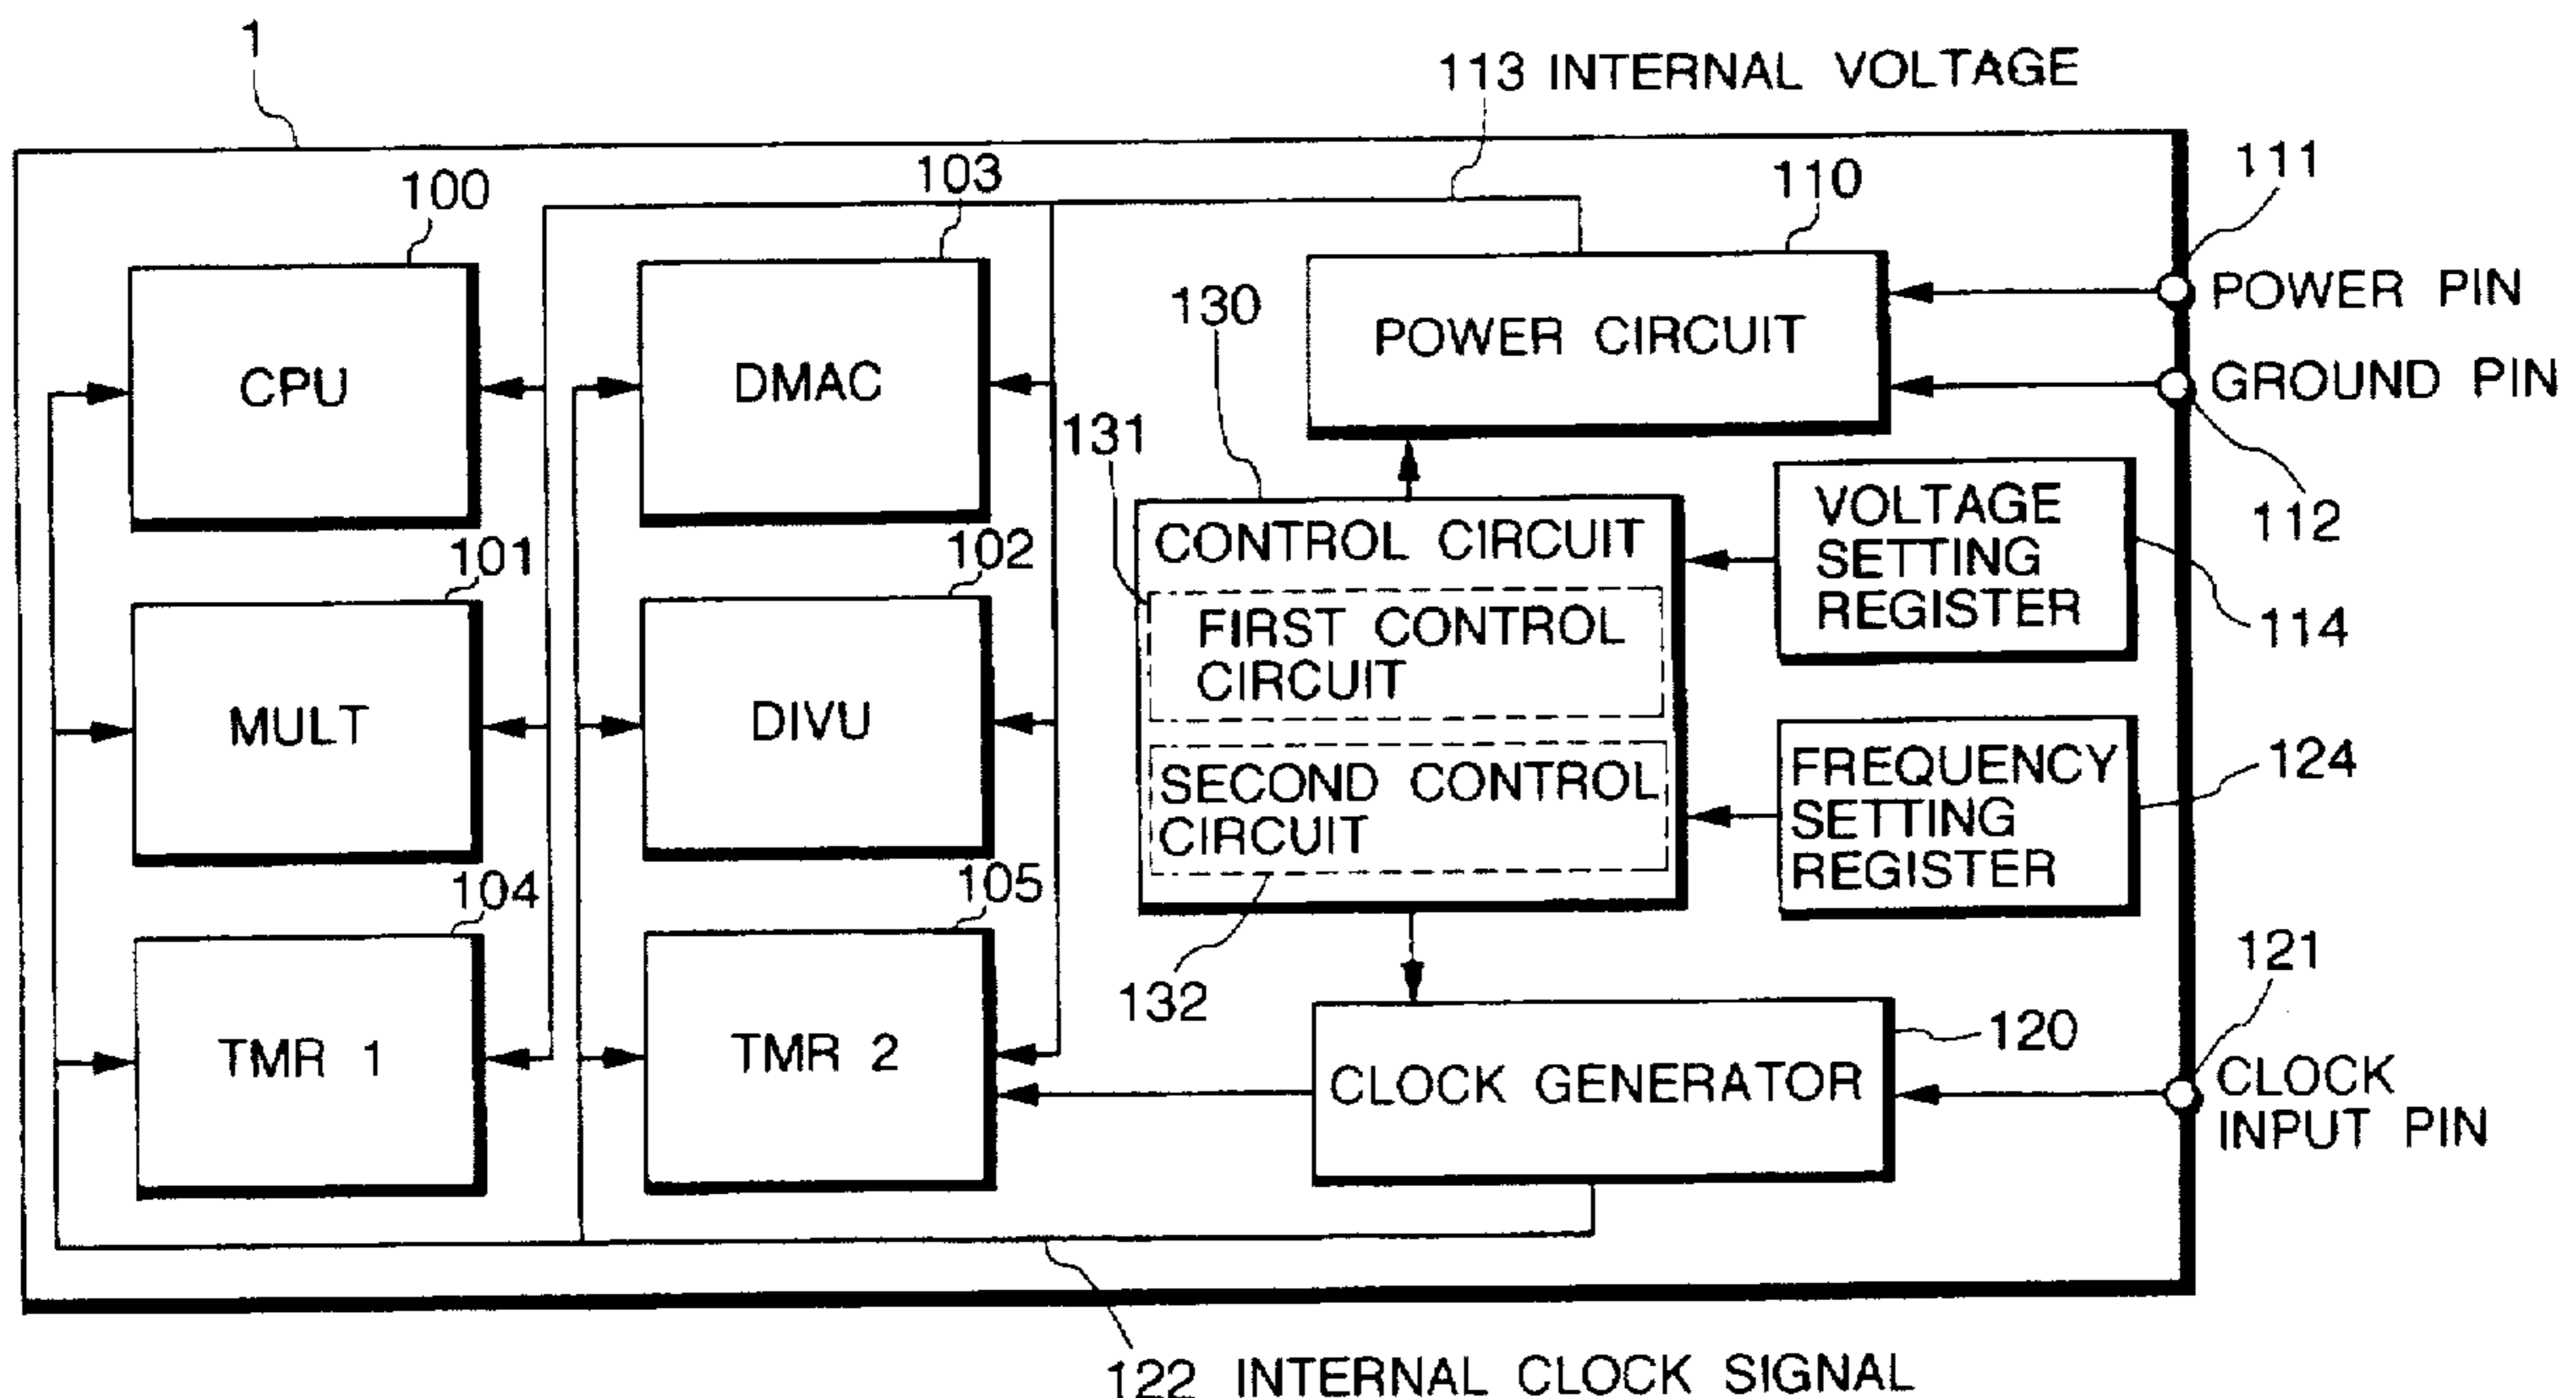 1
113 INTERNAL VOLTAGE
100
103
110
111
CPU
DMAC
130
POWER CIRCUIT
POWER PIN
GROUND PIN
131
112
101
102
CONTROL CIRCUIT
VOLTAGE
SETTING
REGISTER
114
MULT
DIVU
FIRST CONTROL
CIRCUIT
SECOND CONTROL
CIRCUIT
FREQUENCY
SETTING
REGISTER
124
104
105
132
121
TMR 1
TMR 2
CLOCK GENERATOR
120
CLOCK
INPUT PIN
122 INTERNAL CLOCK SIGNAL